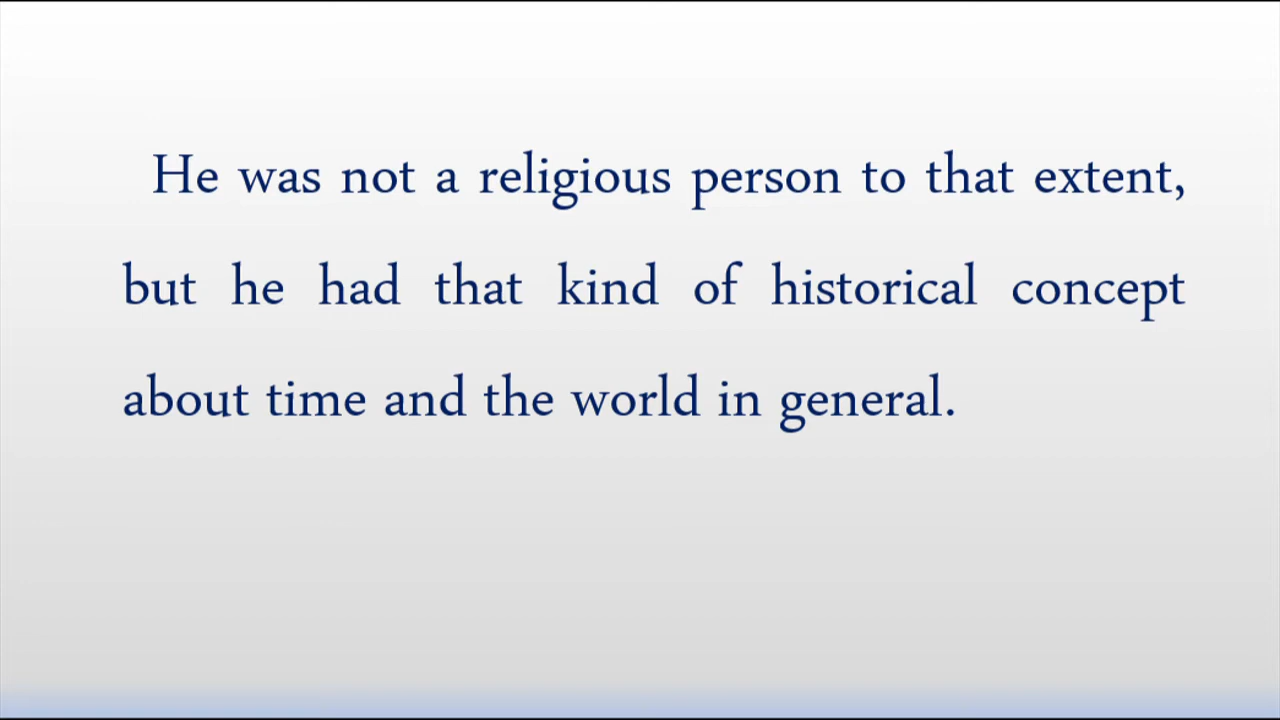 He was not a religious person to that extent,
but he had that kind of historical concept
about time and the world in general.